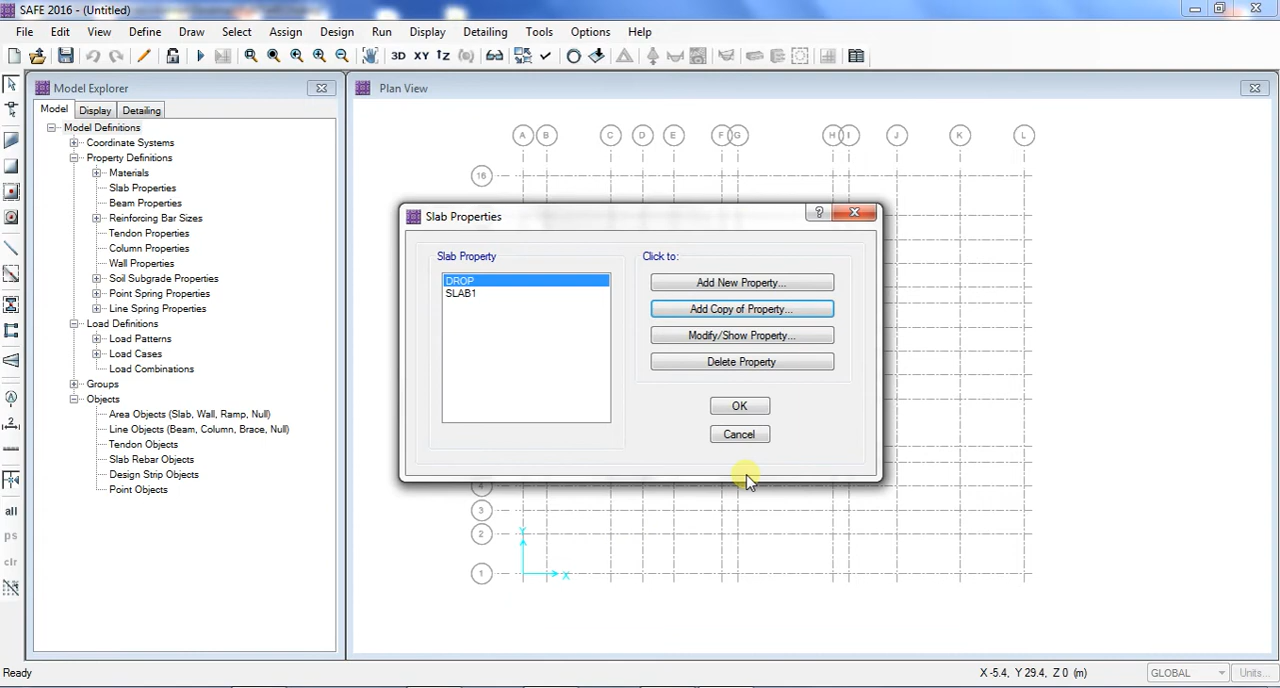 SAFE 2016 - (Untitled)
File Edit View Define Draw Select Assign Design Run Display Detailing Tools Options Help
3D XY 1Z
Model Explorer
Plan View
Model Display Detailing
Model Definitions
Coordinate Systems
Property Definitions
Materials
Slab Properties
Beam Properties
Reinforcing Bar Sizes
Tendon Properties
Column Properties
Wall Properties
Soil Subgrade Properties
Point Spring Properties
Line Spring Properties
Load Definitions
Load Patterns
Load Cases
Load Combinations
Groups
Objects
Area Objects (Slab, Wall, Ramp, Null)
Line Objects (Beam, Column, Brace, Null)
Tendon Objects
Slab Rebar Objects
Design Strip Objects
Point Objects
A B C D E F G H I J K L
16
Slab Properties
?
Slab Property
DROP
SLAB1
Click to:
Add New Property...
Add Copy of Property...
Modify/Show Property...
Delete Property
OK
Cancel
4
3
2
1
Y
X
all
ps
clr
Ready
X -5.4, Y 29.4, Z 0 (m)
GLOBAL
Units...